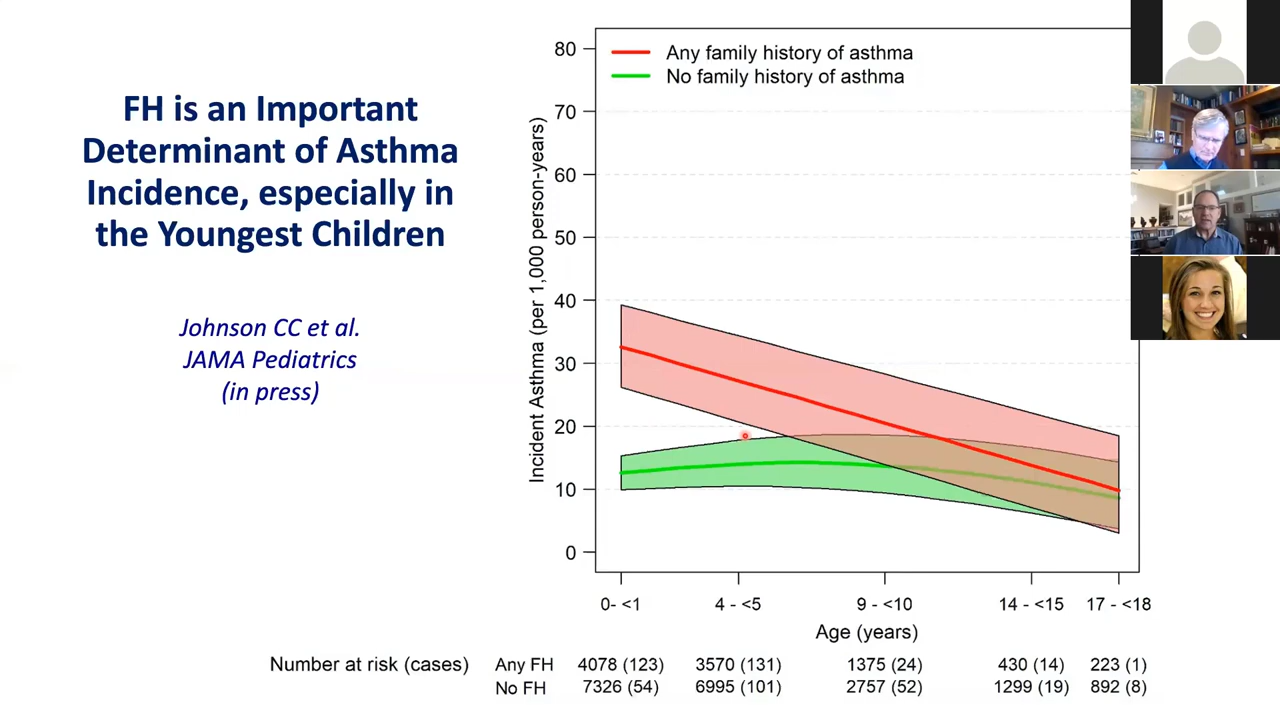 FH is an Important
Determinant of Asthma
Incidence, especially in
the Youngest Children
Johnson CC et al.
JAMA Pediatrics
(in press)
Any family history of asthma
No family history of asthma
Incident Asthma (per 1,000 person-years)
80
70
60
50
40
30
20
10
0
0- <1 4 - <5 9 - <10 14 - <15 17 - <18
Age (years)
Number at risk (cases) Any FH 4078 (123) 3570 (131) 1375 (24) 430 (14) 223 (1)
No FH 7326 (54) 6995 (101) 2757 (52) 1299 (19) 892 (8)